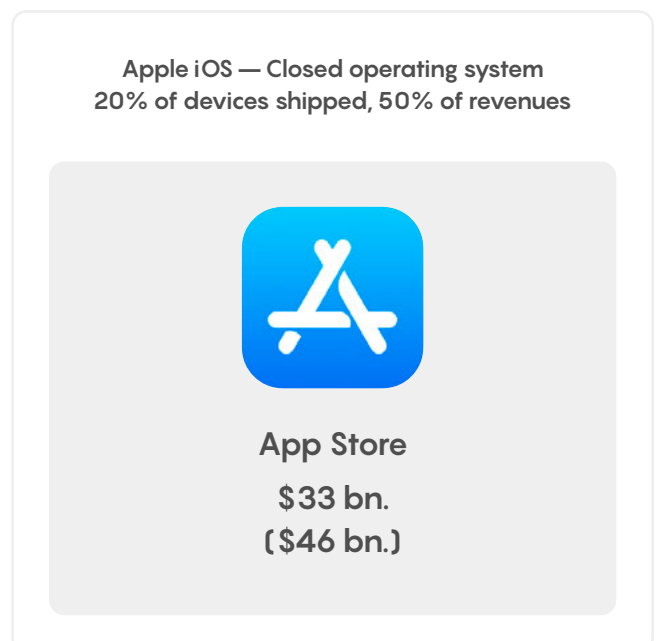 Apple iOS — Closed operating system
20% of devices shipped, 50% of revenues
App Store
$33 bn.
($46 bn.)